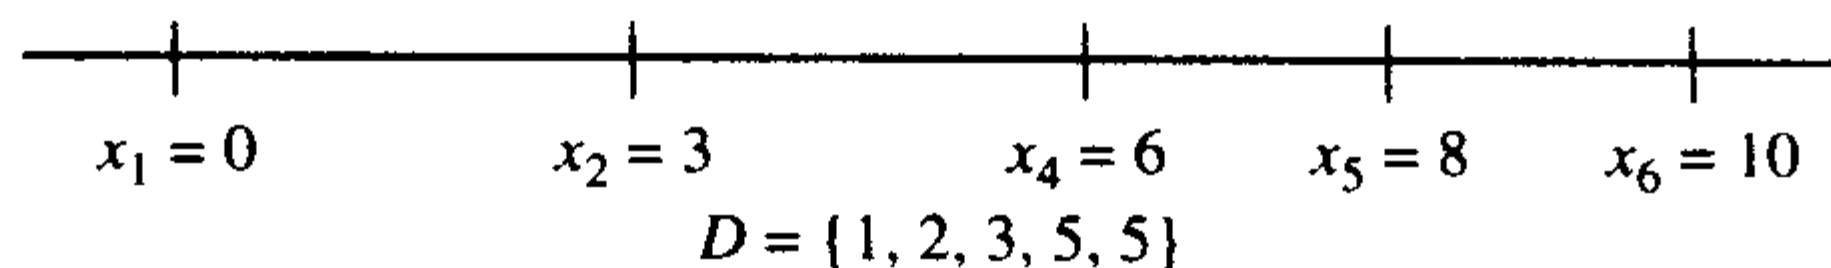 x₁ = 0 x₂ = 3 x₄ = 6 x₅ = 8 x₆ = 10
D = {1, 2, 3, 5, 5}